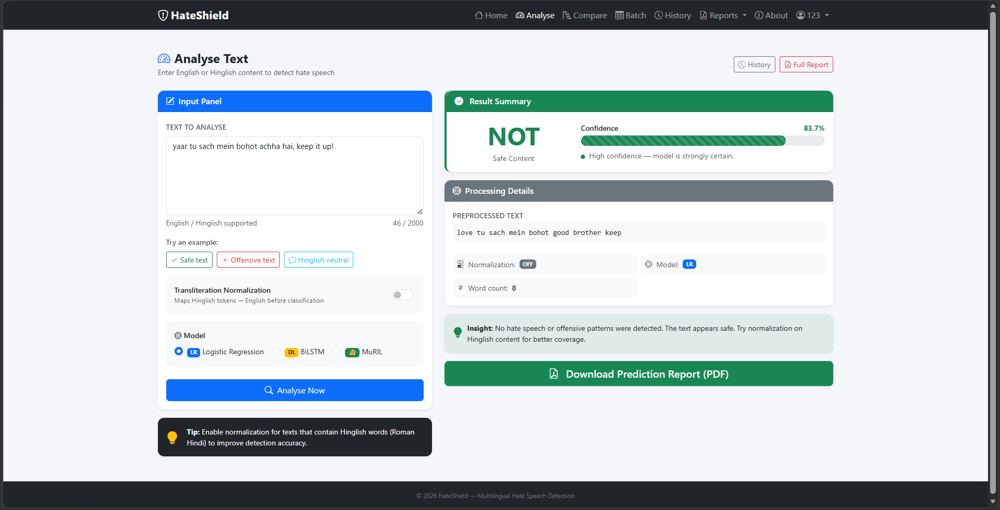 HateShield
Home Analyse Compare Batch History Reports About 123
Analyse Text
Enter English or Hinglish content to detect hate speech
History Full Report
Input Panel
TEXT TO ANALYSE
yaar tu sach mein bohot achha hai, keep it up!
English / Hinglish supported 46 / 2000
Try an example:
Safe text Offensive text Hinglish neutral
Transliteration Normalization
Maps Hinglish tokens → English before classification
Model
LR Logistic Regression DL BiLSTM MuRIL
Analyse Now
Tip: Enable normalization for texts that contain Hinglish words (Roman
Hindi) to improve detection accuracy.
Result Summary
NOT
Safe Content
Confidence 83.7%
High confidence — model is strongly certain.
Processing Details
PREPROCESSED TEXT
love tu sach mein bohot good brother keep
Normalization: OFF Model: LR
# Word count: 8
Insight: No hate speech or offensive patterns were detected. The text appears safe. Try normalization on
Hinglish content for better coverage.
Download Prediction Report (PDF)
© 2026 HateShield — Multilingual Hate Speech Detection